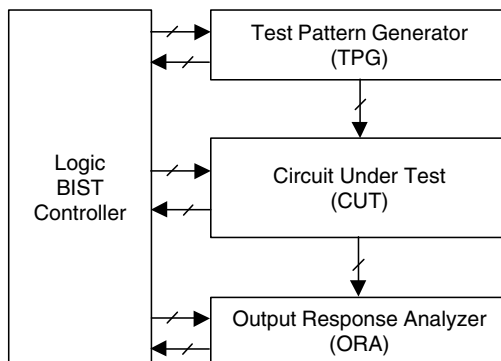 Test Pattern Generator
(TPG)
Logic
BIST
Controller
Circuit Under Test
(CUT)
Output Response Analyzer
(ORA)